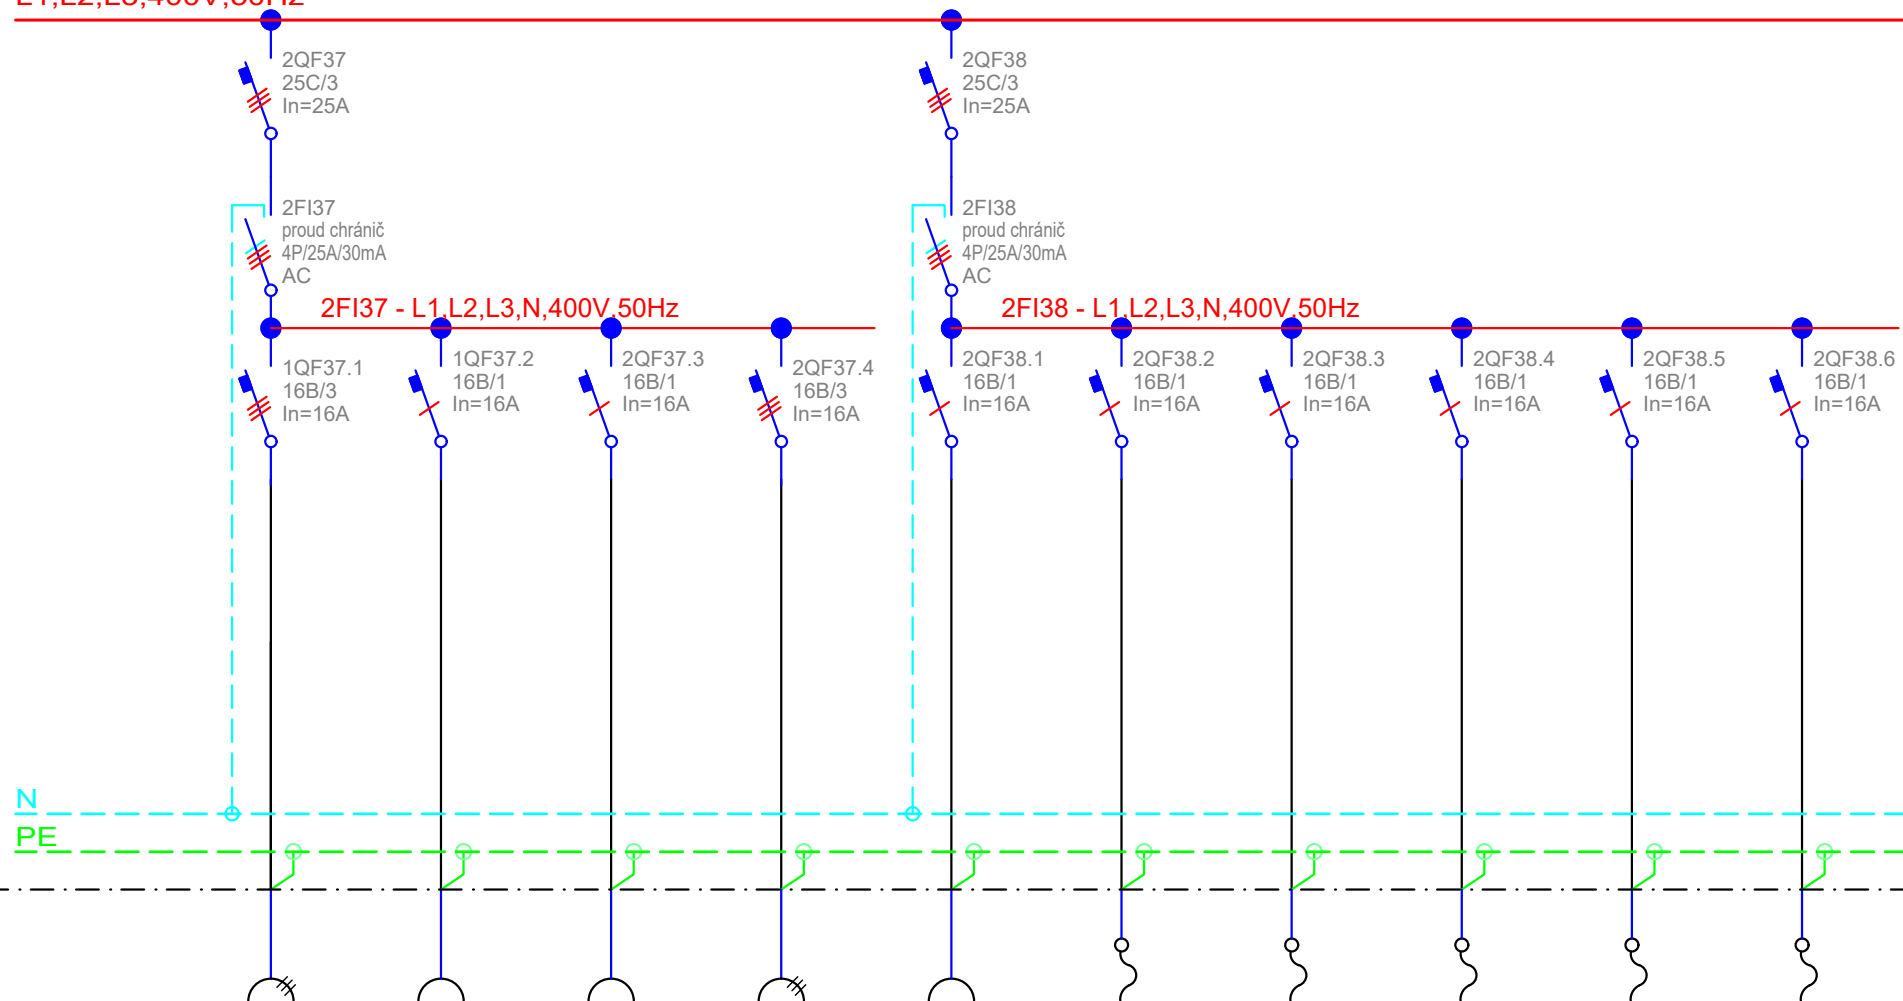 L1,L2,L3,400V,50Hz
2QF37
25C/3
In=25A
2QF38
25C/3
In=25A
2FI37
proud chránič
4P/25A/30mA
AC
2FI38
proud chránič
4P/25A/30mA
AC
2FI37 - L1,L2,L3,N,400V,50Hz
2FI38 - L1,L2,L3,N,400V,50Hz
1QF37.1
16B/3
In=16A
1QF37.2
16B/1
In=16A
2QF37.3
16B/1
In=16A
2QF37.4
16B/3
In=16A
2QF38.1
16B/1
In=16A
2QF38.2
16B/1
In=16A
2QF38.3
16B/1
In=16A
2QF38.4
16B/1
In=16A
2QF38.5
16B/1
In=16A
2QF38.6
16B/1
In=16A
N
PE